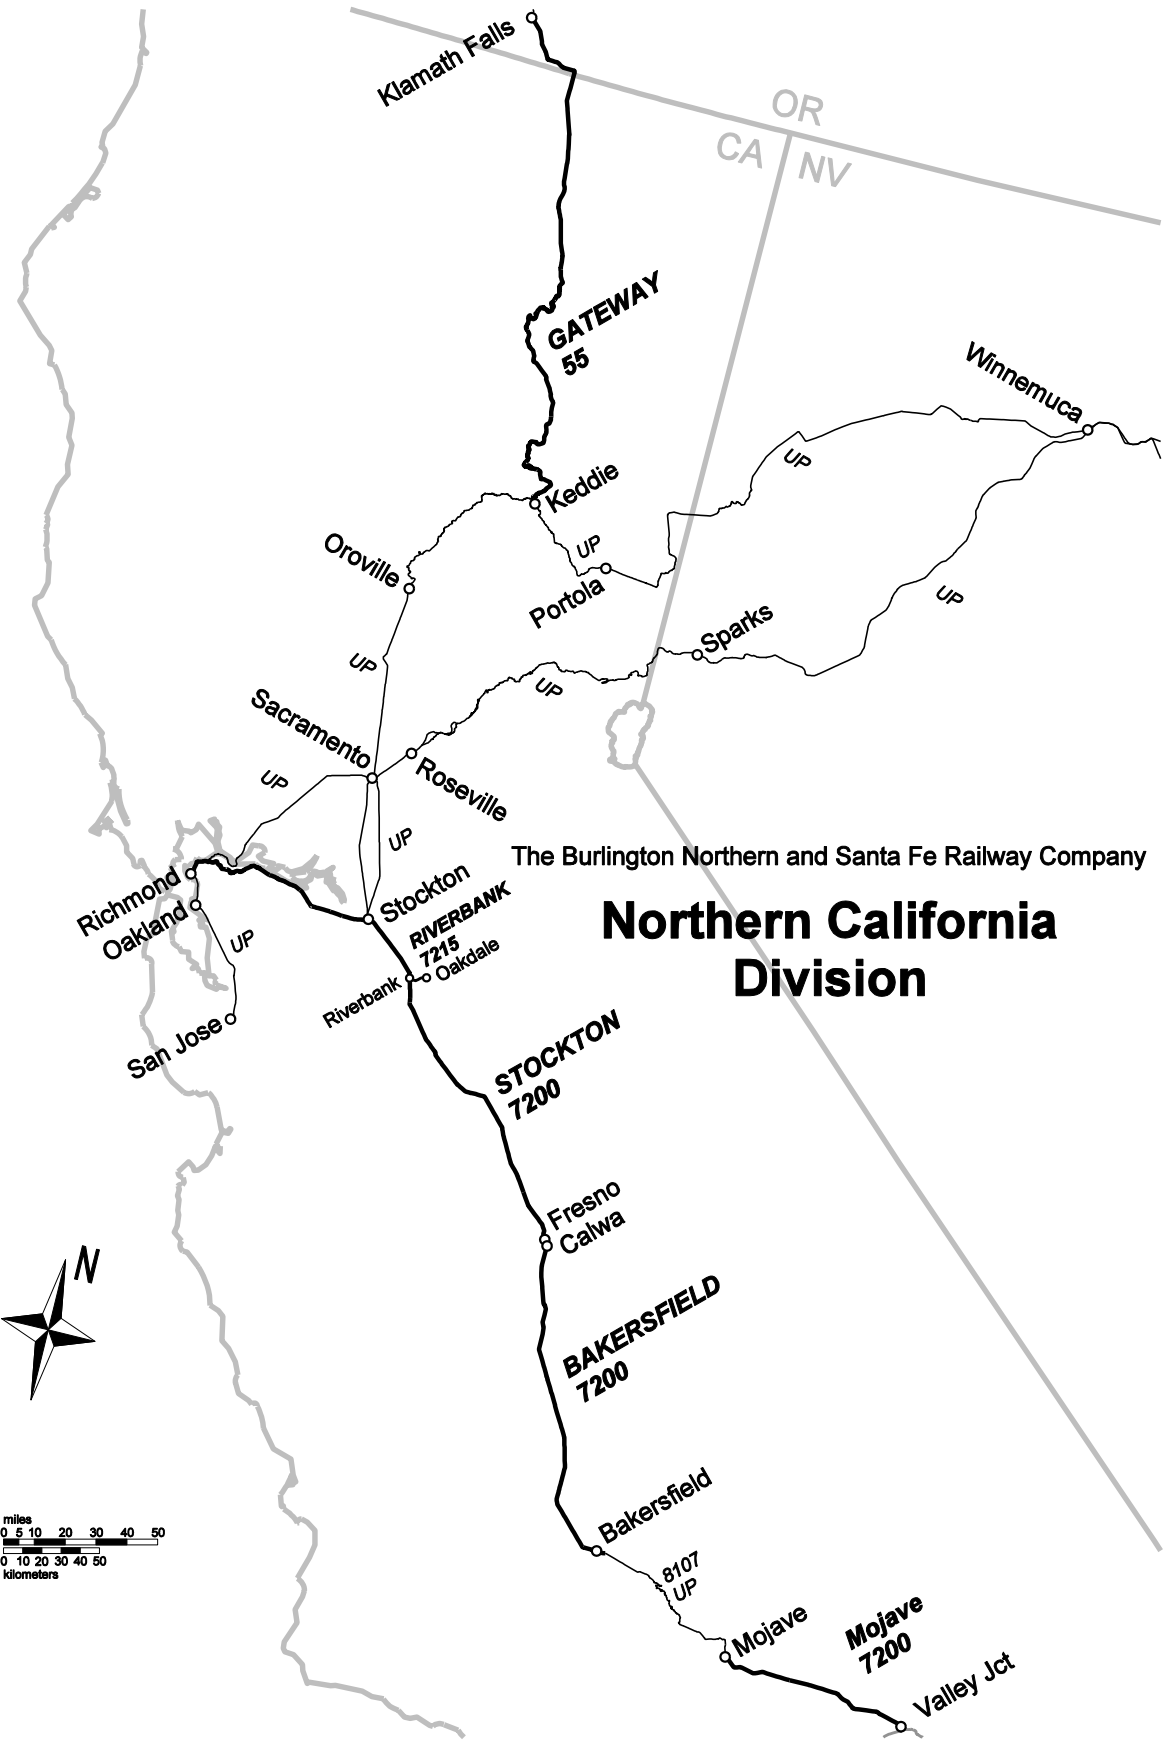 Klamath Falls
OR
CA
NV
GATEWAY
55
Winnemuca
UP
Keddie
Oroville
UP
Portola
UP
Sparks
UP
UP
Sacramento
Roseville
UP
UP
The Burlington Northern and Santa Fe Railway Company
Northern California
Division
Richmond
Oakland
UP
Stockton
RIVERBANK
7215
Oakdale
Riverbank
San Jose
STOCKTON
7200
Fresno
Calwa
N
BAKERSFIELD
7200
Bakersfield
miles
0 5 10 20 30 40 50
0 10 20 30 40 50
kilometers
8107
UP
Mojave
Mojave
7200
Valley Jct